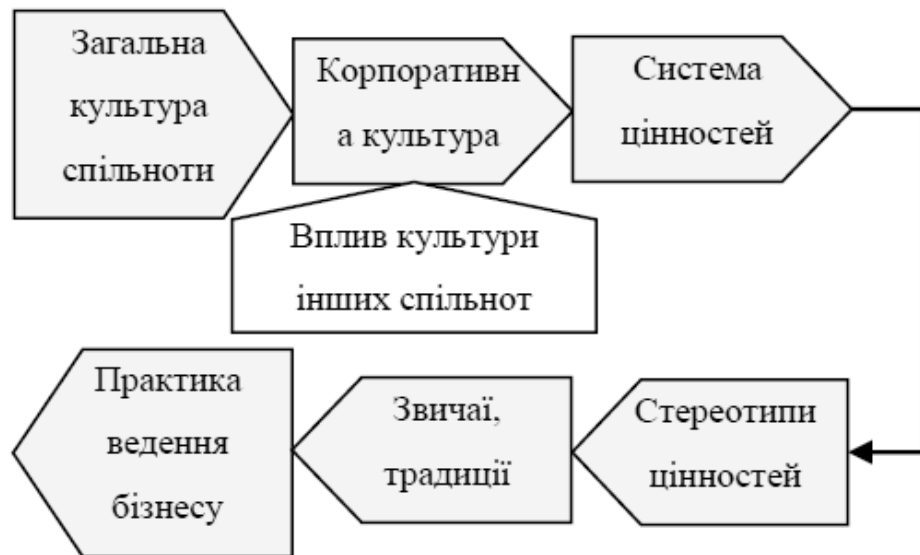 Загальна
культура
спільноти
Корпоративн
а культура
Система
цінностей
Вплив культури
інших спільнот
Практика
ведення
бізнесу
Звичаї,
традиції
Стереотипи
цінностей